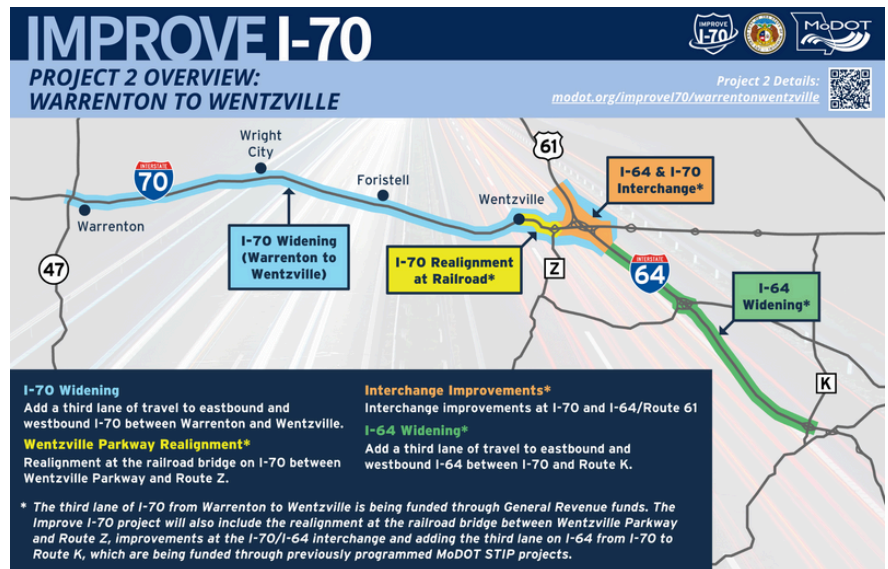 IMPROVE I-70
IMPROVE
I-70
MoDOT
PROJECT 2 OVERVIEW:
WARRENTON TO WENTZVILLE
Project 2 Details:
modot.org/improveI70/warrentonwentzville
Wright
City
61
INTERSTATE
70
Foristell
I-64 & I-70
Interchange*
Wentzville
Warrenton
I-70 Widening
(Warrenton to
Wentzville)
I-70 Realignment
at Railroad*
47
Z
INTERSTATE
64
I-64
Widening*
K
I-70 Widening
Add a third lane of travel to eastbound and
westbound I-70 between Warrenton and Wentzville.
Wentzville Parkway Realignment*
Realignment at the railroad bridge on I-70 between
Wentzville Parkway and Route Z.
Interchange Improvements*
Interchange improvements at I-70 and I-64/Route 61
I-64 Widening*
Add a third lane of travel to eastbound and
westbound I-64 between I-70 and Route K.
* The third lane of I-70 from Warrenton to Wentzville is being funded through General Revenue funds. The
Improve I-70 project will also include the realignment at the railroad bridge between Wentzville Parkway
and Route Z, improvements at the I-70/I-64 interchange and adding the third lane on I-64 from I-70 to
Route K, which are being funded through previously programmed MoDOT STIP projects.